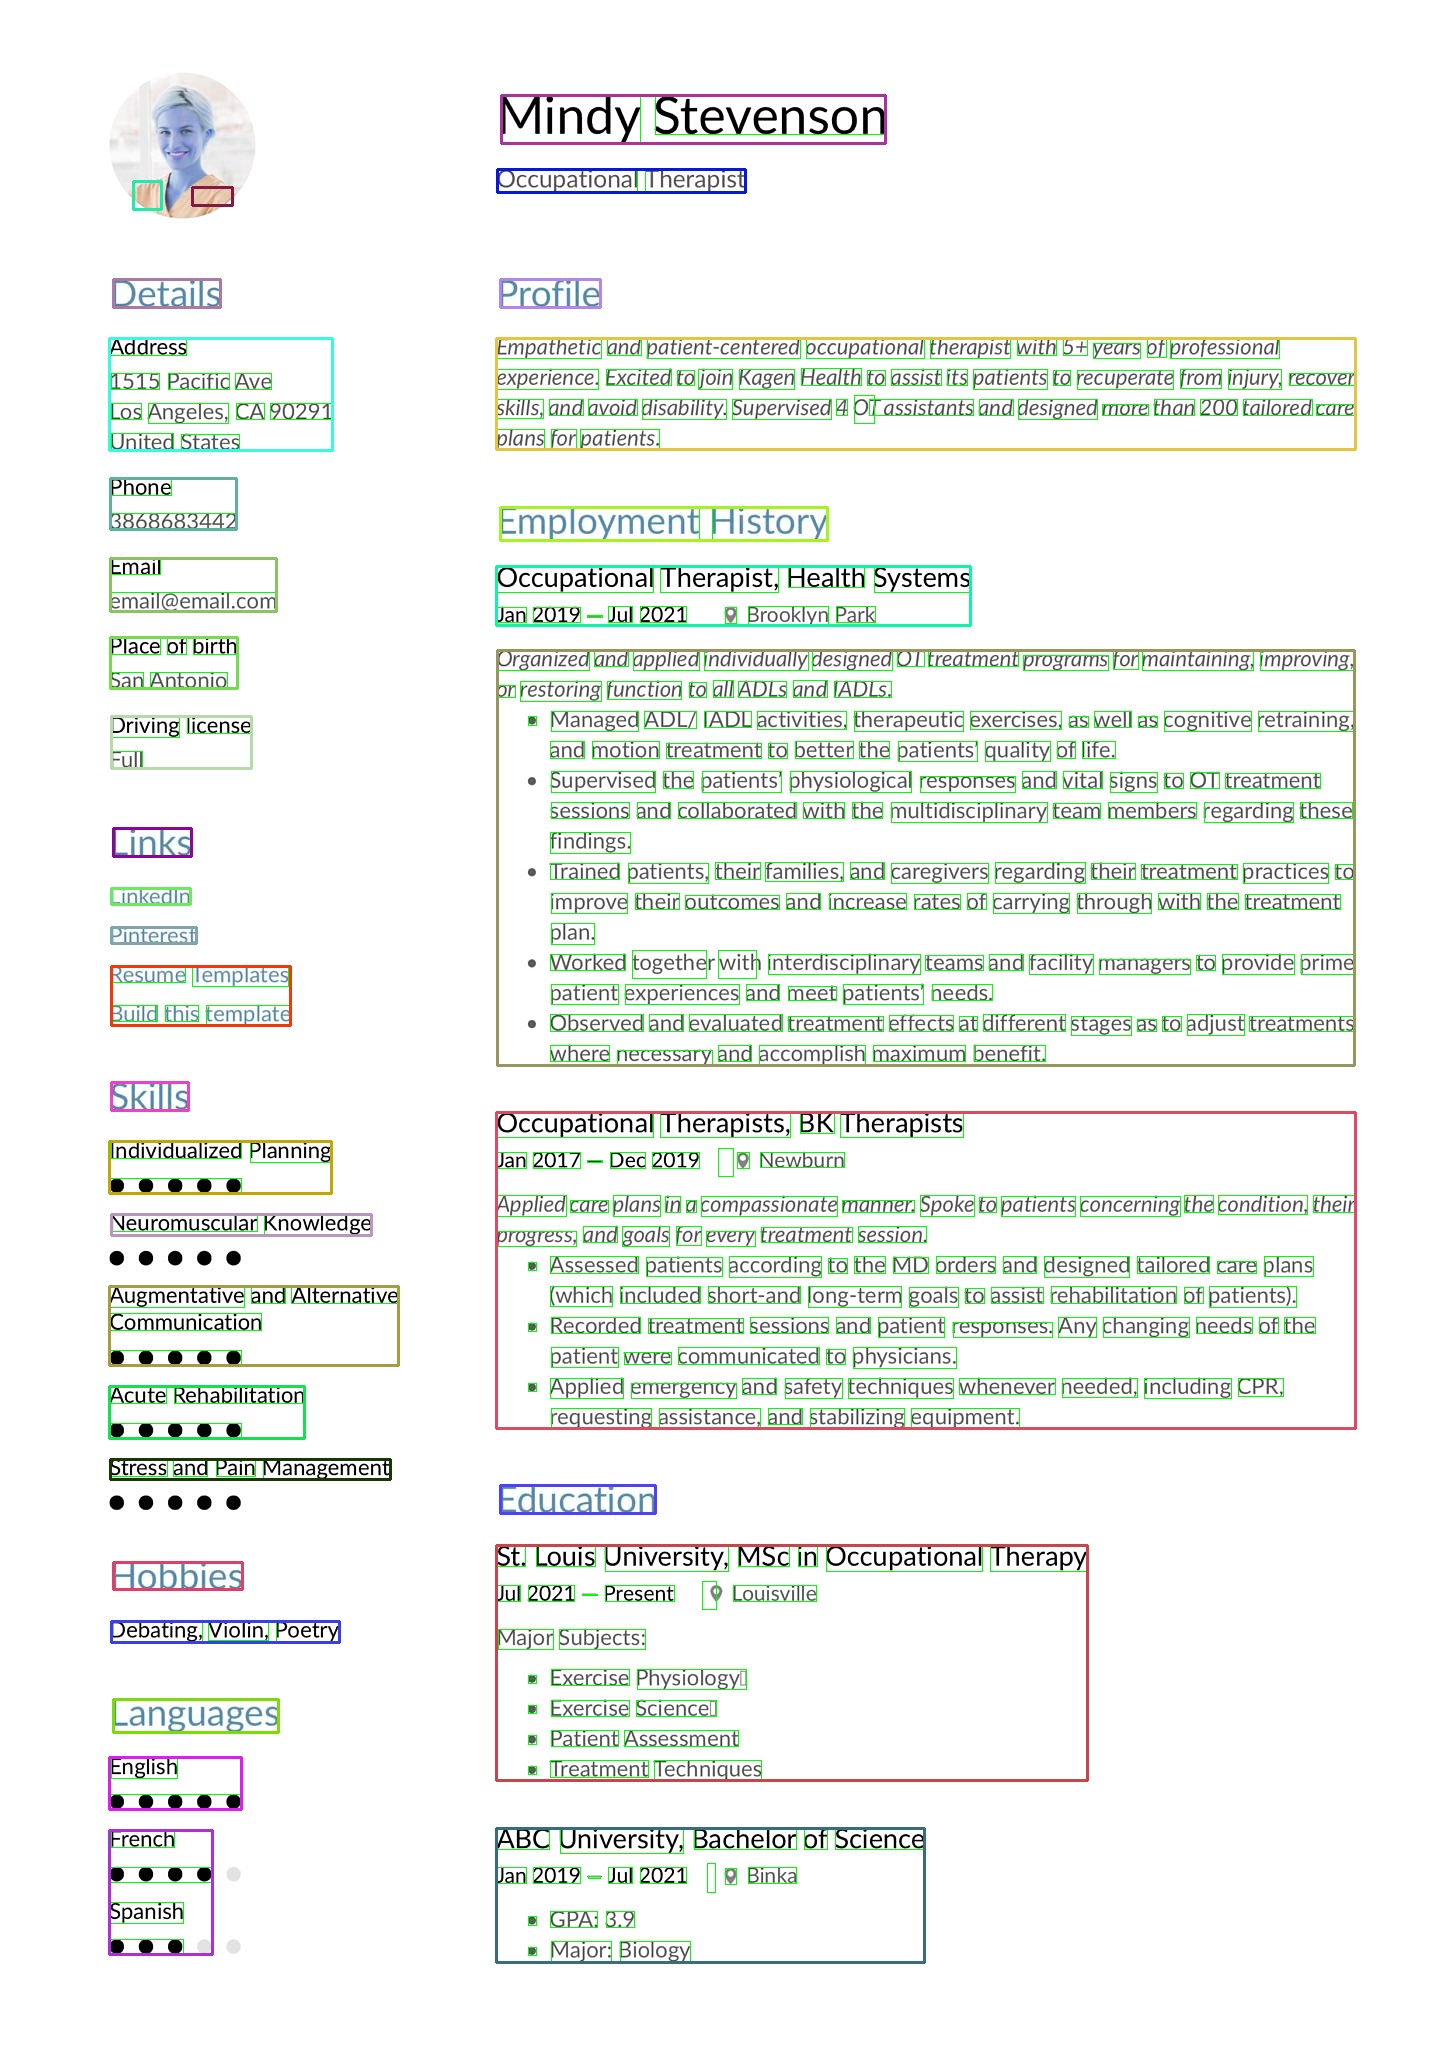 Mindy Stevenson
Occupational Therapist
Details
Address
1515 Pacific Ave
Los Angeles, CA 90291
United States
Phone
3868683442
Email
email@email.com
Place of birth
San Antonio
Driving license
Full
Links
LinkedIn
Pinterest
Resume Templates
Build this template
Skills
Individualized Planning
Neuromuscular Knowledge
Augmentative and Alternative
Communication
Acute Rehabilitation
Stress and Pain Management
Hobbies
Debating, Violin, Poetry
Languages
English
French
Spanish
Profile
Empathetic and patient-centered occupational therapist with 5+ years of professional
experience. Excited to join Kagen Health to assist its patients to recuperate from injury, recover
skills, and avoid disability. Supervised 4 OT assistants and designed more than 200 tailored care
plans for patients.
Employment History
Occupational Therapist, Health Systems
Jan 2019 — Jul 2021 Brooklyn Park
Organized and applied individually designed OT treatment programs for maintaining, improving,
or restoring function to all ADLs and IADLs.
• Managed ADL/ IADL activities, therapeutic exercises, as well as cognitive retraining,
and motion treatment to better the patients' quality of life.
• Supervised the patients' physiological responses and vital signs to OT treatment
sessions and collaborated with the multidisciplinary team members regarding these
findings.
• Trained patients, their families, and caregivers regarding their treatment practices to
improve their outcomes and increase rates of carrying through with the treatment
plan.
• Worked together with interdisciplinary teams and facility managers to provide prime
patient experiences and meet patients' needs.
• Observed and evaluated treatment effects at different stages as to adjust treatments
where necessary and accomplish maximum benefit.
Occupational Therapists, BK Therapists
Jan 2017 — Dec 2019 Newburn
Applied care plans in a compassionate manner. Spoke to patients concerning the condition, their
progress, and goals for every treatment session.
• Assessed patients according to the MD orders and designed tailored care plans
(which included short-and long-term goals to assist rehabilitation of patients).
• Recorded treatment sessions and patient responses. Any changing needs of the
patient were communicated to physicians.
• Applied emergency and safety techniques whenever needed, including CPR,
requesting assistance, and stabilizing equipment.
Education
St. Louis University, MSc in Occupational Therapy
Jul 2021 — Present Louisville
Major Subjects:
• Exercise Physiology
• Exercise Science
• Patient Assessment
• Treatment Techniques
ABC University, Bachelor of Science
Jan 2019 — Jul 2021 Binka
• GPA: 3.9
• Major: Biology